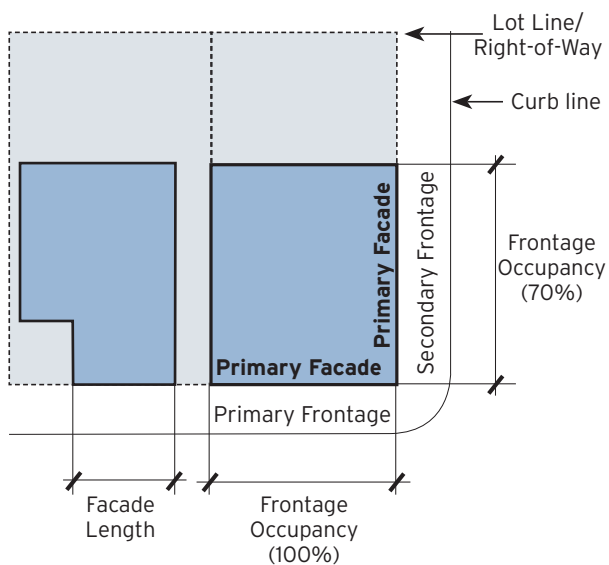 Lot Line/
Right-of-Way
Curb line
Primary Facade
Secondary Frontage
Frontage
Occupancy
(70%)
Primary Facade
Primary Frontage
Facade
Length
Frontage
Occupancy
(100%)